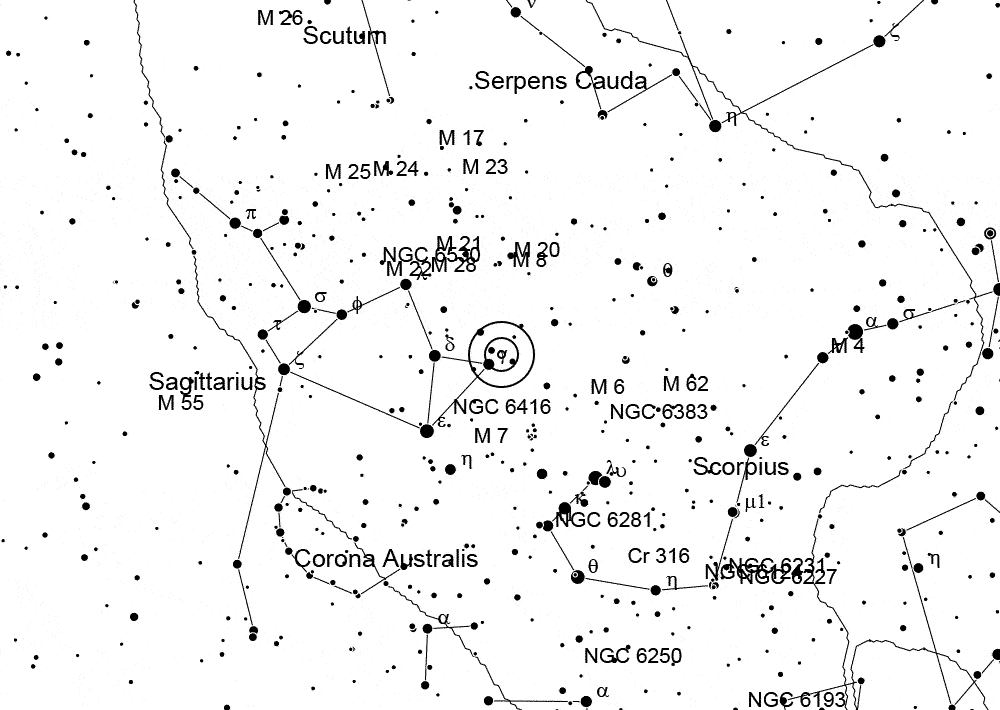 M 26
Scutum
ν
ζ
Serpens Cauda
η
M 17
M 25
M 24
M 23
π
M 21
NGC 6530
M 20
M 8
M 28
M 22
λ
θ
σ
φ
τ
δ
γ
α
σ
M 4
ζ
Sagittarius
M 55
M 6
M 62
NGC 6416
NGC 6383
ε
M 7
ε
Scorpius
η
λ
υ
κ
μ1
NGC 6281
Corona Australis
Cr 316
θ
η
NGC 6231
NGC 6124
NGC 6227
η
α
NGC 6250
α
NGC 6193